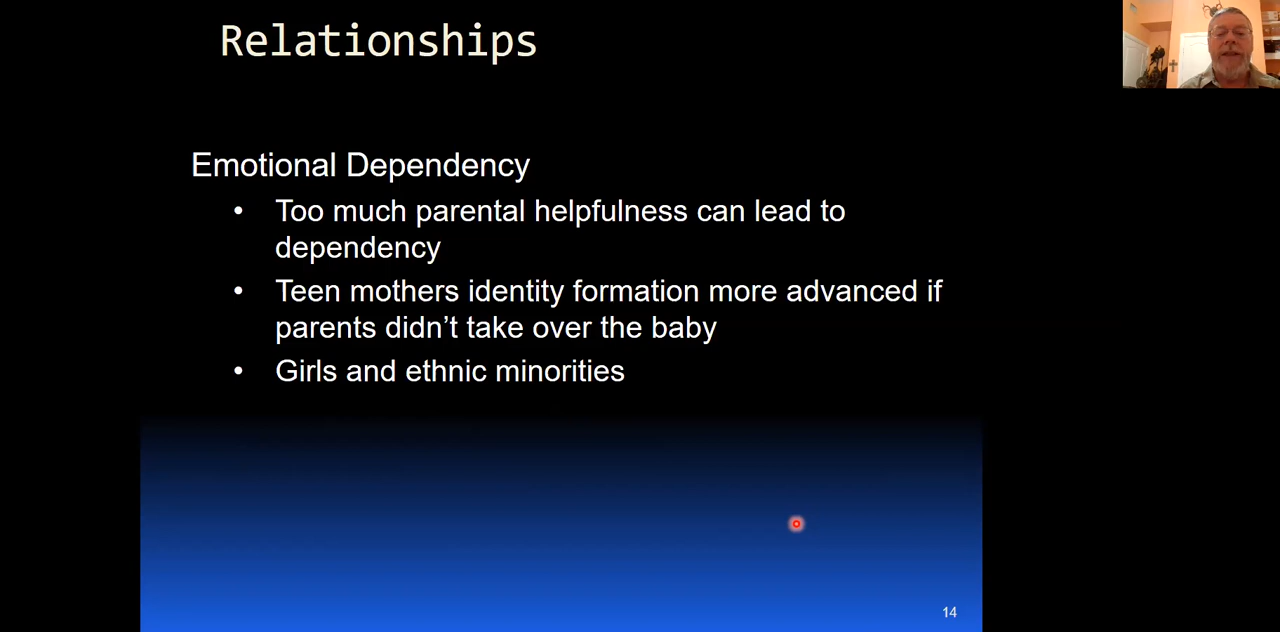 Relationships
Emotional Dependency
• Too much parental helpfulness can lead to
dependency
• Teen mothers identity formation more advanced if
parents didn’t take over the baby
• Girls and ethnic minorities
14